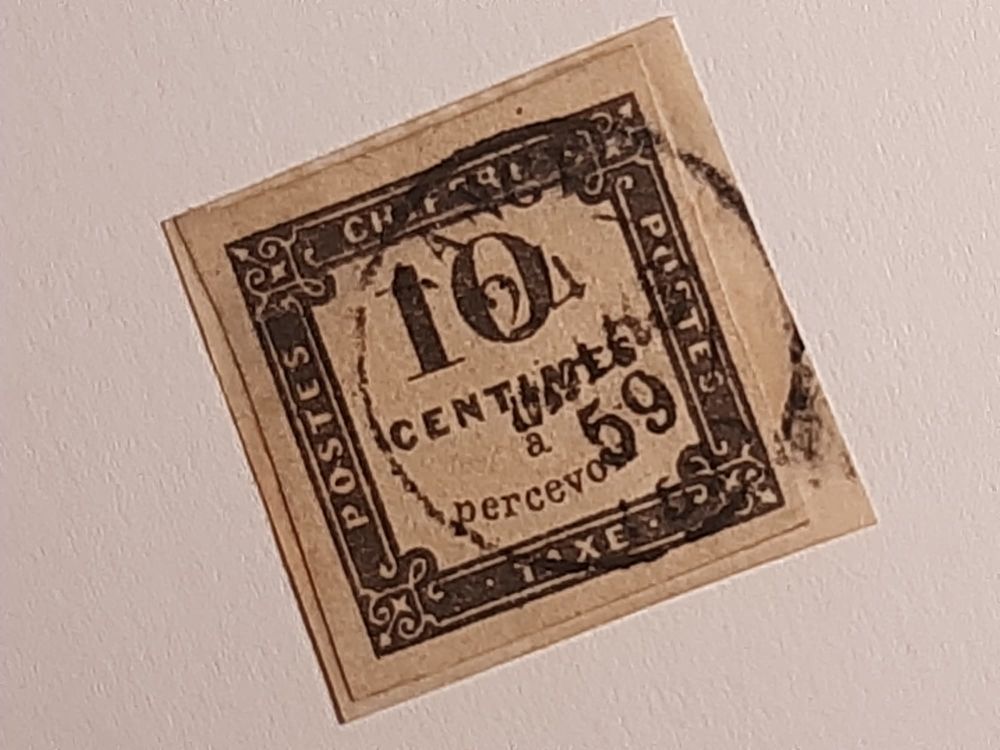 CHIFFRE
POSTES
POSTES
10
CENTIMES
à
percevoir
59
TAXE